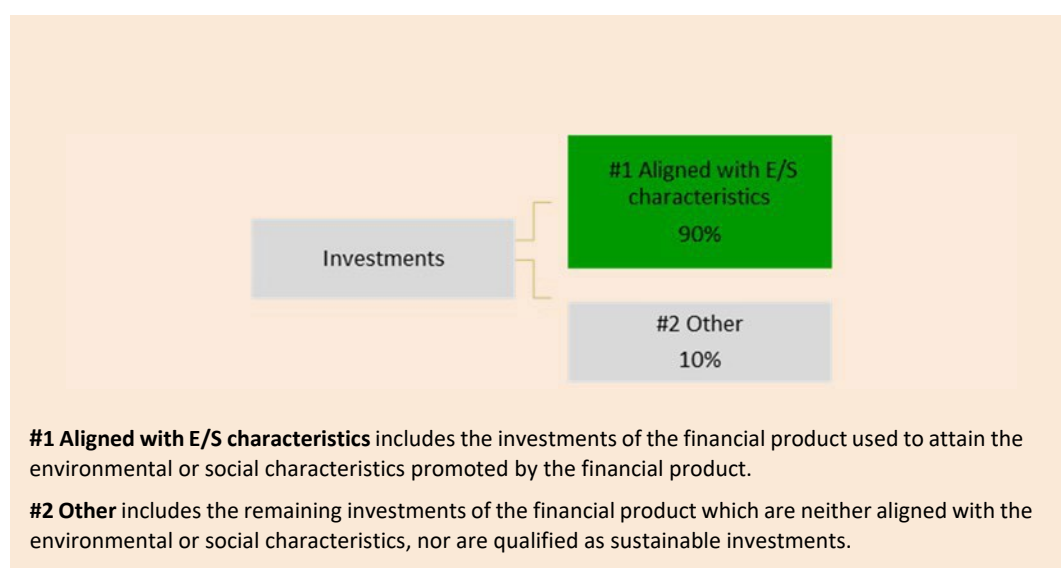 #1 Aligned with E/S
characteristics
90%
Investments
#2 Other
10%
#1 Aligned with E/S characteristics includes the investments of the financial product used to attain the
environmental or social characteristics promoted by the financial product.
#2 Other includes the remaining investments of the financial product which are neither aligned with the
environmental or social characteristics, nor are qualified as sustainable investments.